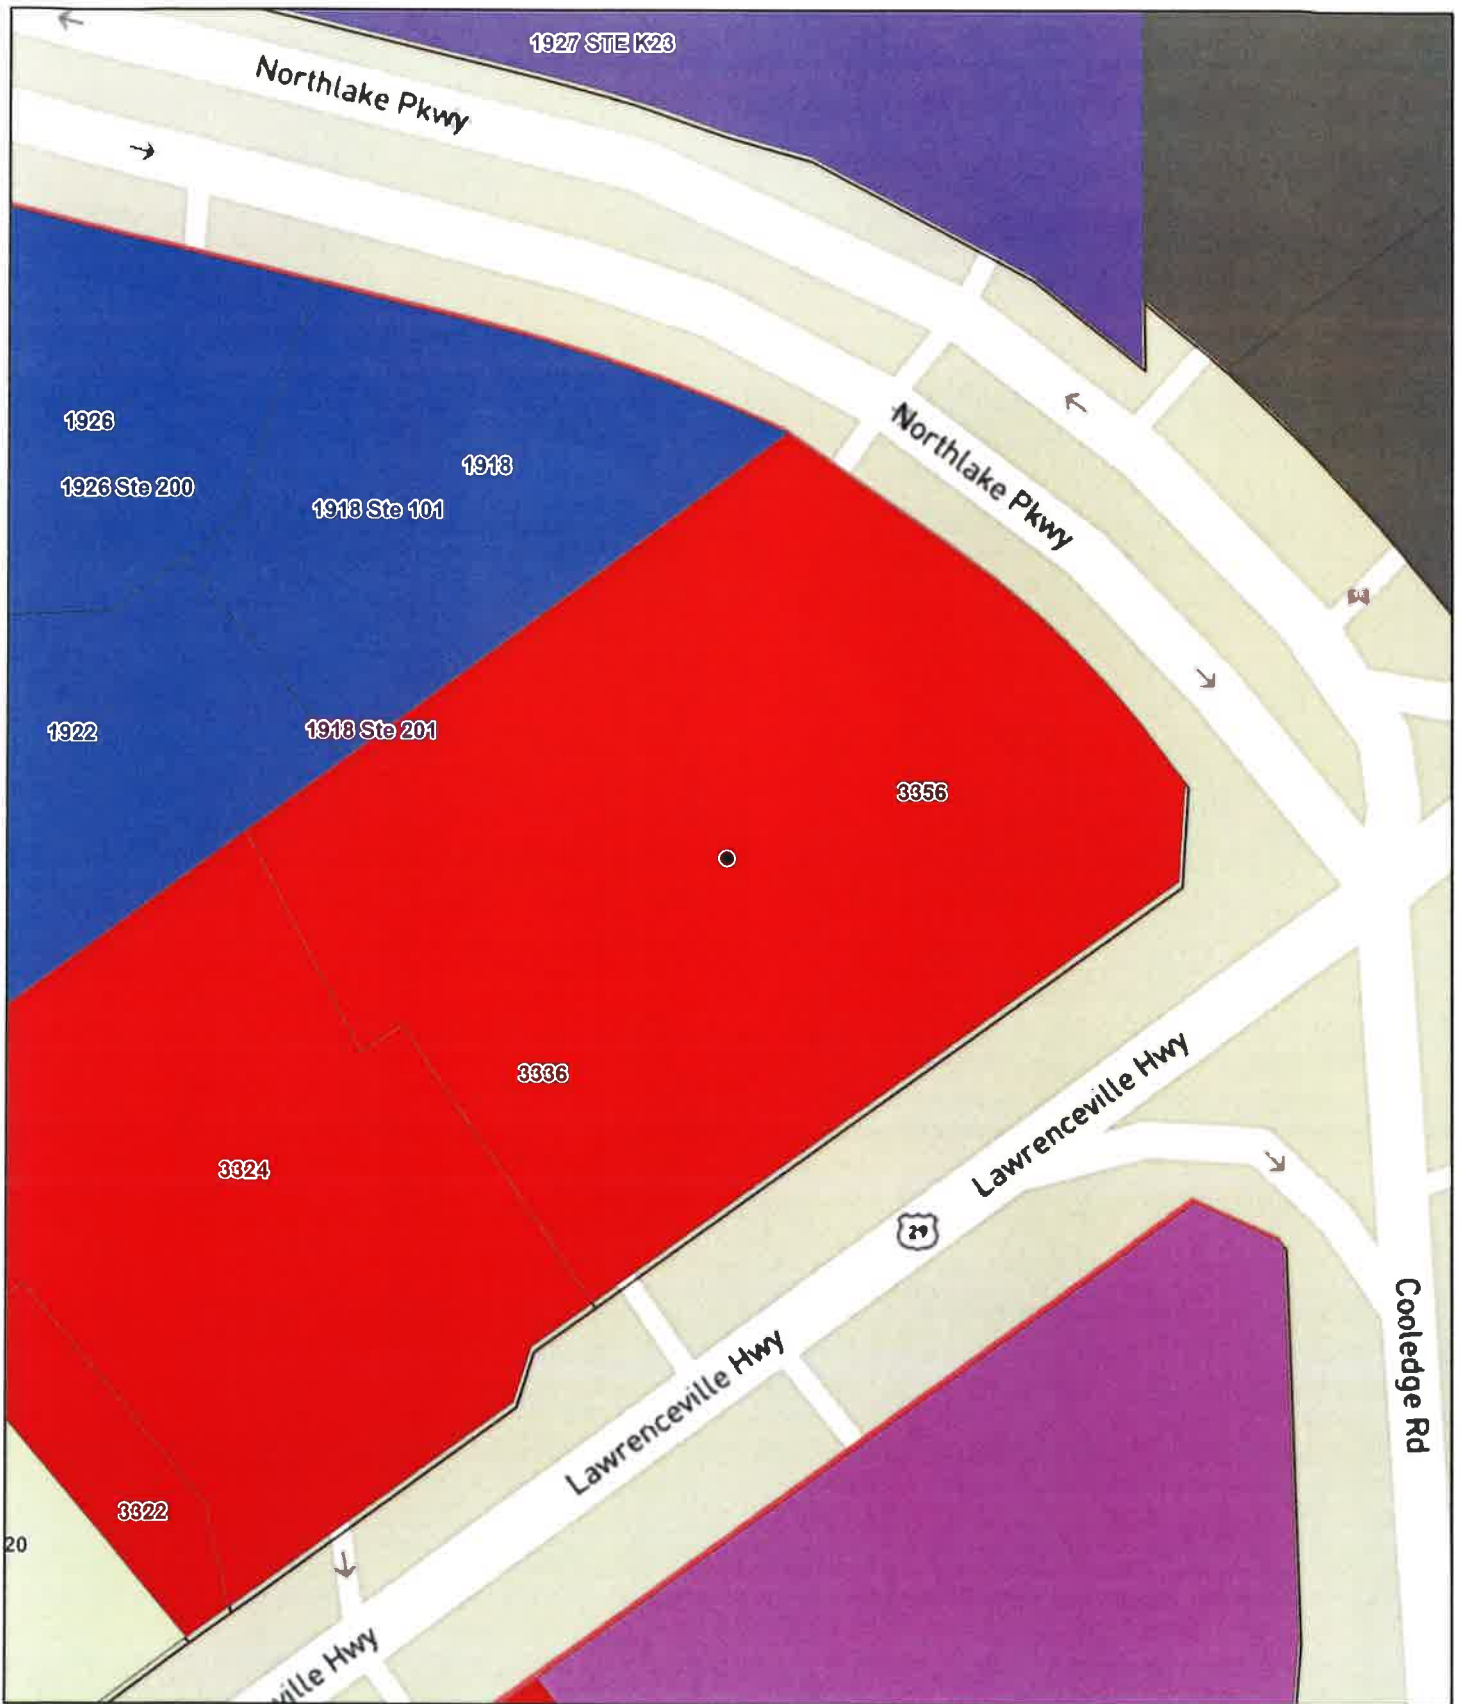 1927 STE K23
Northlake Pkwy
1926
1926 Ste 200
1918
1918 Ste 101
Northlake Pkwy
1922
1918 Ste 201
3356
3336
3324
Lawrenceville Hwy
29
Cooledge Rd
Lawrenceville Hwy
3322
20
ville Hwy